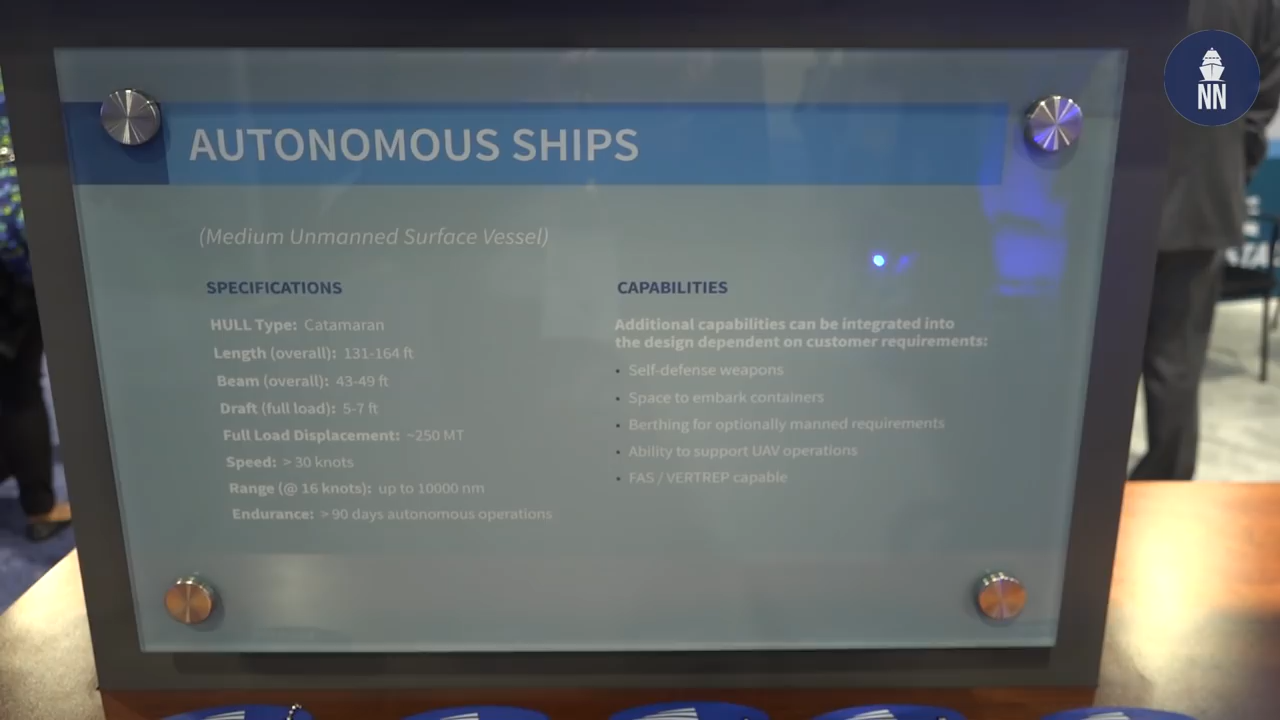 NN
AUTONOMOUS SHIPS
(Medium Unmanned Surface Vessel)
SPECIFICATIONS
HULL Type: Catamaran
Length (overall): 131-164 ft
Beam (overall): 43-49 ft
Draft (full load): 5-7 ft
Full Load Displacement: ~250 MT
Speed: > 30 knots
Range (@ 16 knots): up to 10000 nm
Endurance: > 90 days autonomous operations
CAPABILITIES
Additional capabilities can be integrated into
the design dependent on customer requirements:
• Self-defense weapons
• Space to embark containers
• Berthing for optionally manned requirements
• Ability to support UAV operations
• FAS / VERTREP capable